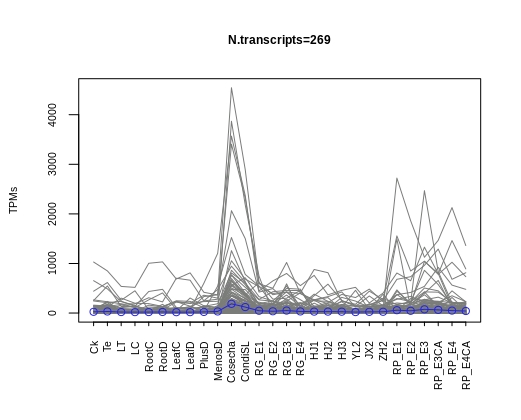 N.transcripts=269
TPMs
4000
3000
2000
1000
0
Ck
Te
LT
LC
RootC
RootD
LeafC
LeafD
PlusD
MenosD
Cosecha
CondiSL
RG_E1
RG_E2
RG_E3
RG_E4
HJ1
HJ2
HJ3
YL2
JX2
ZH2
RP_E1
RP_E2
RP_E3
RP_E3CA
RP_E4
RP_E4CA